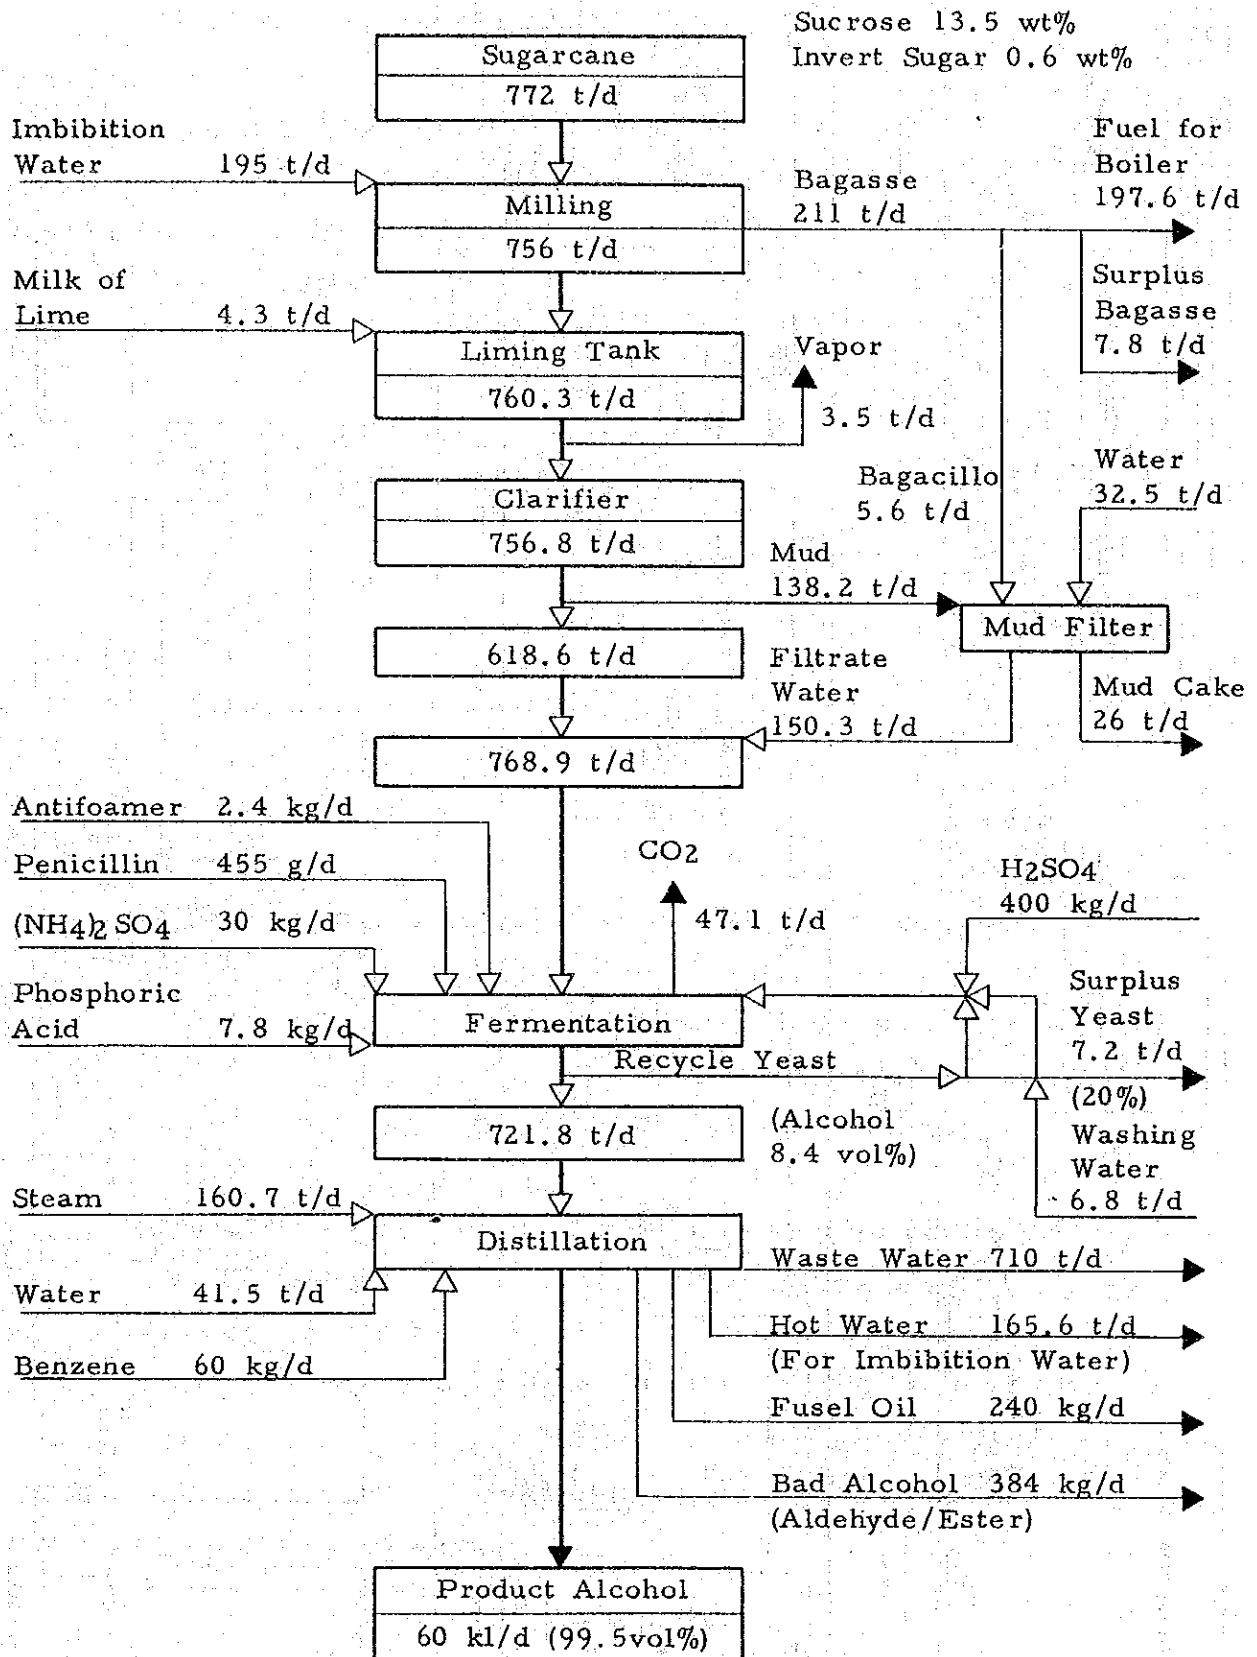 Sucrose 13.5 wt%
Invert Sugar 0.6 wt%
Sugarcane
772 t/d
Imbibition
Water 195 t/d
Fuel for
Boiler
197.6 t/d
Bagasse
211 t/d
Milling
756 t/d
Surplus
Bagasse
7.8 t/d
Milk of
Lime 4.3 t/d
Liming Tank
760.3 t/d
Vapor
3.5 t/d
Clarifier
756.8 t/d
Bagacillo
5.6 t/d
Water
32.5 t/d
Mud
138.2 t/d
Mud Filter
618.6 t/d
Filtrate
Water
150.3 t/d
Mud Cake
26 t/d
768.9 t/d
Antifoamer 2.4 kg/d
Penicillin 455 g/d
(NH4)2 SO4 30 kg/d
Phosphoric
Acid 7.8 kg/d
CO2
47.1 t/d
H2SO4
400 kg/d
Fermentation
Surplus
Yeast
7.2 t/d
(20%)
Recycle Yeast
Washing
Water
6.8 t/d
721.8 t/d
(Alcohol
8.4 vol%)
Steam 160.7 t/d
Distillation
Water 41.5 t/d
Benzene 60 kg/d
Waste Water 710 t/d
Hot Water 165.6 t/d
(For Imbibition Water)
Fusel Oil 240 kg/d
Bad Alcohol 384 kg/d
(Aldehyde/Ester)
Product Alcohol
60 kl/d (99.5vol%)